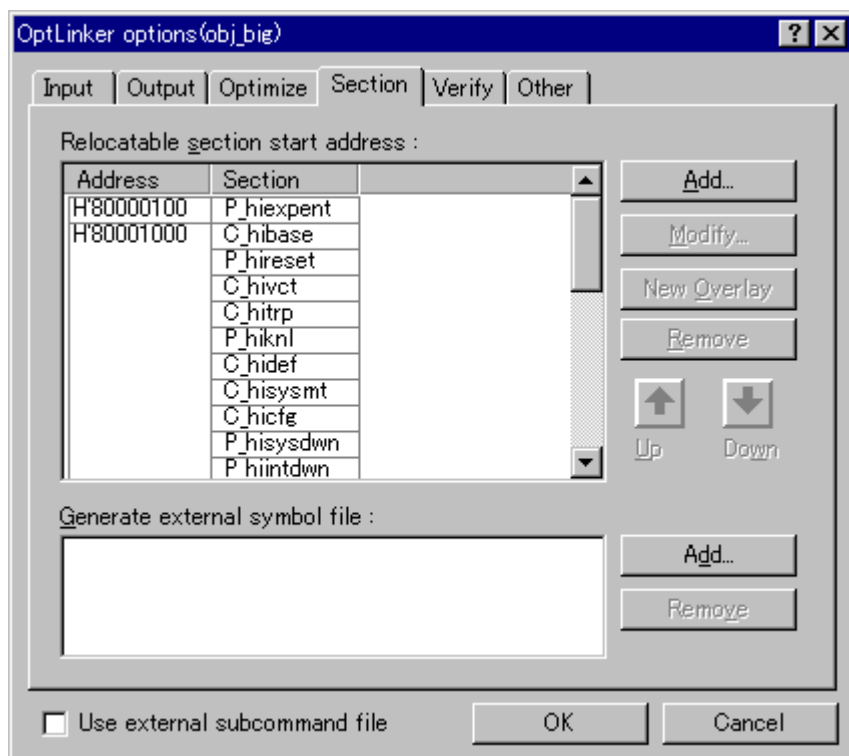 OptLinker options(obj_big)
Input Output Optimize Section Verify Other
Relocatable section start address :
Address Section
H'80000100 P_hiexpent
H'80001000 C_hibase
P_hireset
C_hivct
C_hitrp
P_hiknl
C_hidef
C_hisysmt
C_hicfg
P_hisysdwn
P_hiintdwn
Add...
Modify...
New Overlay
Remove
Up Down
Generate external symbol file :
Add...
Remove
Use external subcommand file
OK Cancel